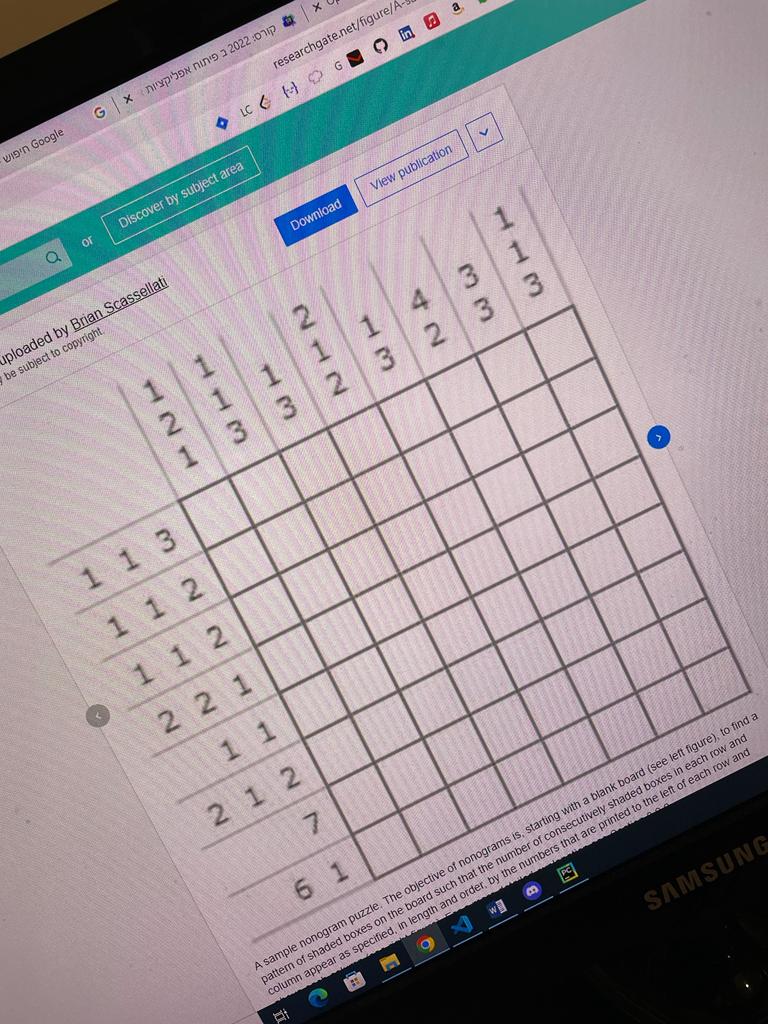 חיפוש Google
קורס: 2022 ב פיתוח אפליקציות
researchgate.net/figure/A-sa
LC
G
or
Discover by subject area
Download
View publication
uploaded by Brian Scassellati
be subject to copyright.
1 1 1 2 1 4 3 1
2 1 3 1 3 2 3 1
1 3 2 3
1 1 3
1 1 2
1 1 2
2 2 1
1 1
2 1 2
7
6 1
A sample nonogram puzzle. The objective of nonograms is, starting with a blank board (see left figure), to find a
pattern of shaded boxes on the board such that the number of consecutively shaded boxes in each row and
column appear as specified, in length and order, by the numbers that are printed to the left of each row and
SAMSUNG
PC